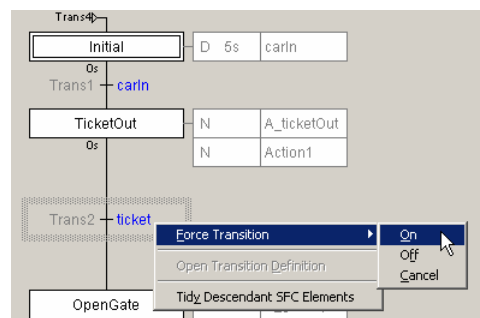 Trans4
Initial D 5s carIn
0s
Trans1 carIn
TicketOut N A_ticketOut
0s
N Action1
Trans2 ticket
Force Transition On
Off
Open Transition Definition
Cancel
Tidy Descendant SFC Elements
OpenGate